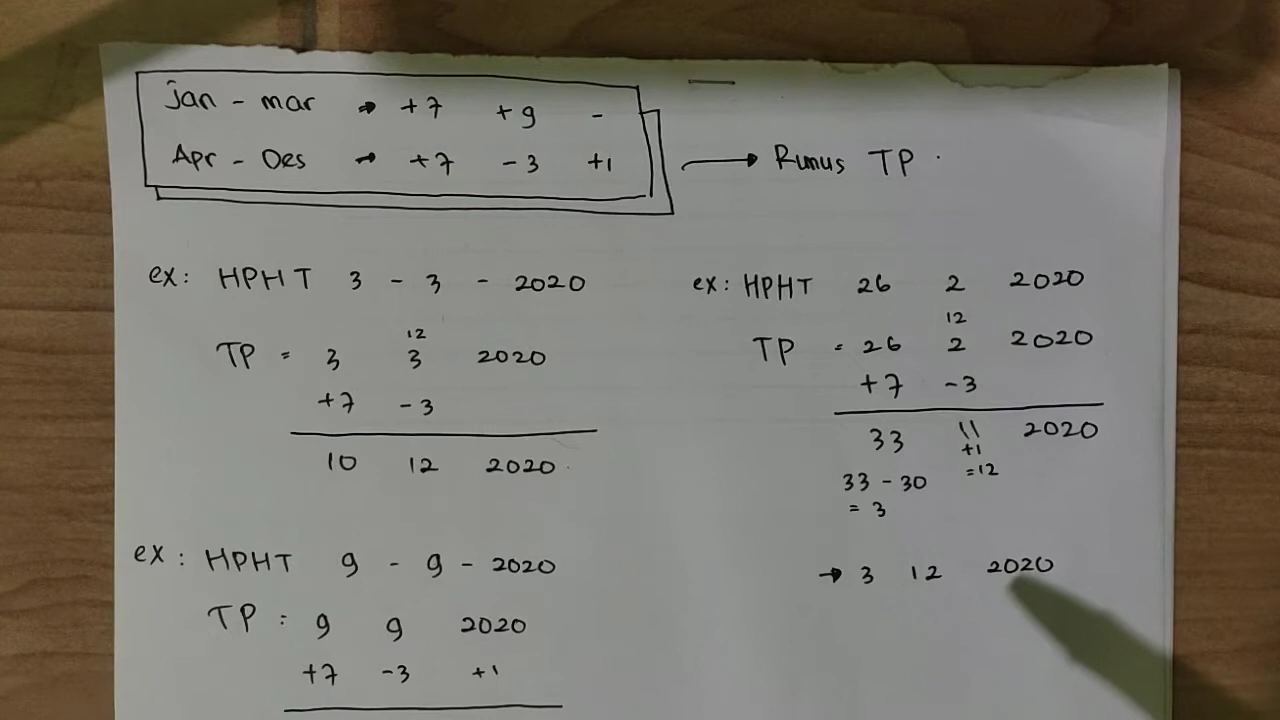 Jan - mar → +7 +9 -
Apr - Des → +7 -3 +1
→ Rumus TP.
ex: HPHT 3 - 3 - 2020
12
TP = 3 3 2020
+7 -3
10 12 2020.
ex: HPHT 9 - 9 - 2020
TP : 9 9 2020
+7 -3 +1
ex: HPHT 26 2 2020
12
TP = 26 2 2020
+7 -3
33 11 2020
+1
33 - 30 =12
= 3
→ 3 12 2020